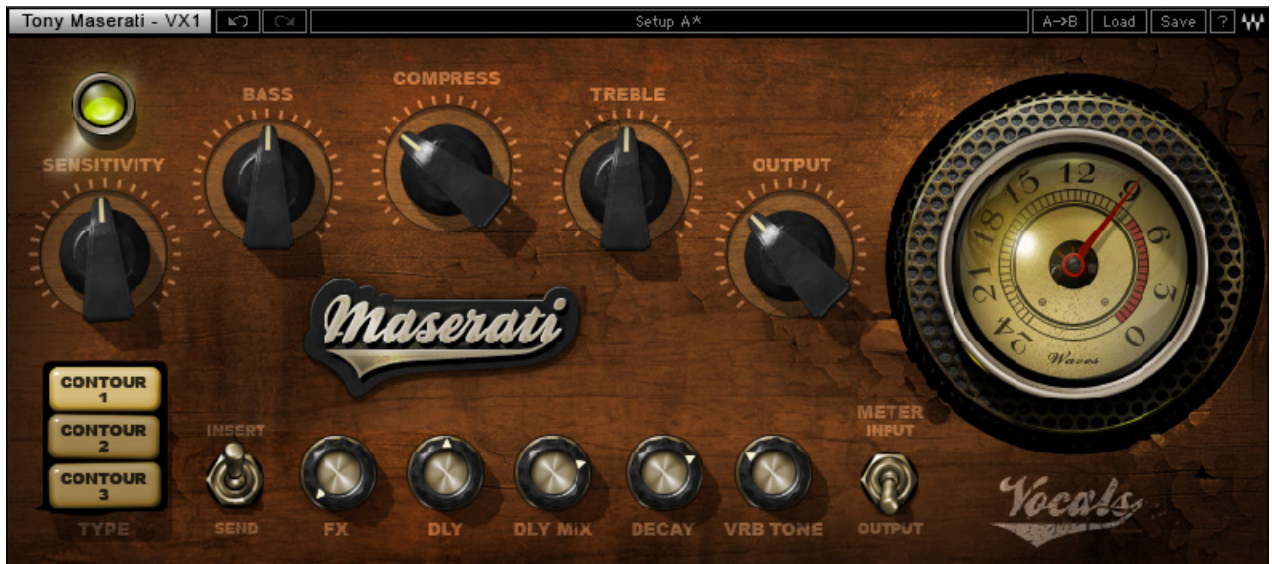 Tony Maserati - VX1
Setup A*
A→B
Load
Save
?
SENSITIVITY
BASS
COMPRESS
TREBLE
OUTPUT
24 21 18 15 12 9 6 3 0
Waves
Maserati
CONTOUR
1
CONTOUR
2
CONTOUR
3
TYPE
INSERT
SEND
FX
DLY
DLY MIX
DECAY
VRB TONE
METER
INPUT
OUTPUT
Vocals